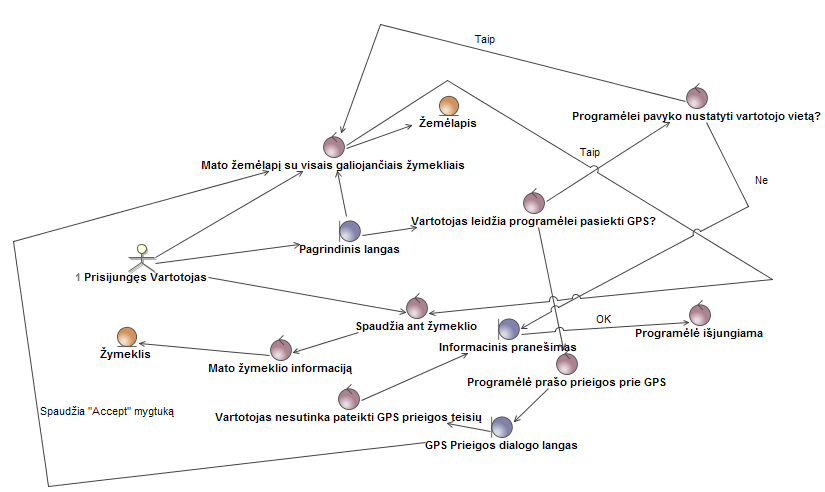 Taip
Žemėlapis
Programėlei pavyko nustatyti vartotojo vietą?
Taip
Mato žemėlapį su visais galiojančiais žymekliais
Ne
Vartotojas leidžia programėlei pasiekti GPS?
Pagrindinis langas
1 Prisijungęs Vartotojas
Spaudžia ant žymeklio
OK
Programėlė išjungiama
Informacinis pranešimas
Žymeklis
Mato žymeklio informaciją
Programėlė prašo prieigos prie GPS
Spaudžia "Accept" mygtuką
Vartotojas nesutinka pateikti GPS prieigos teisių
GPS Prieigos dialogo langas